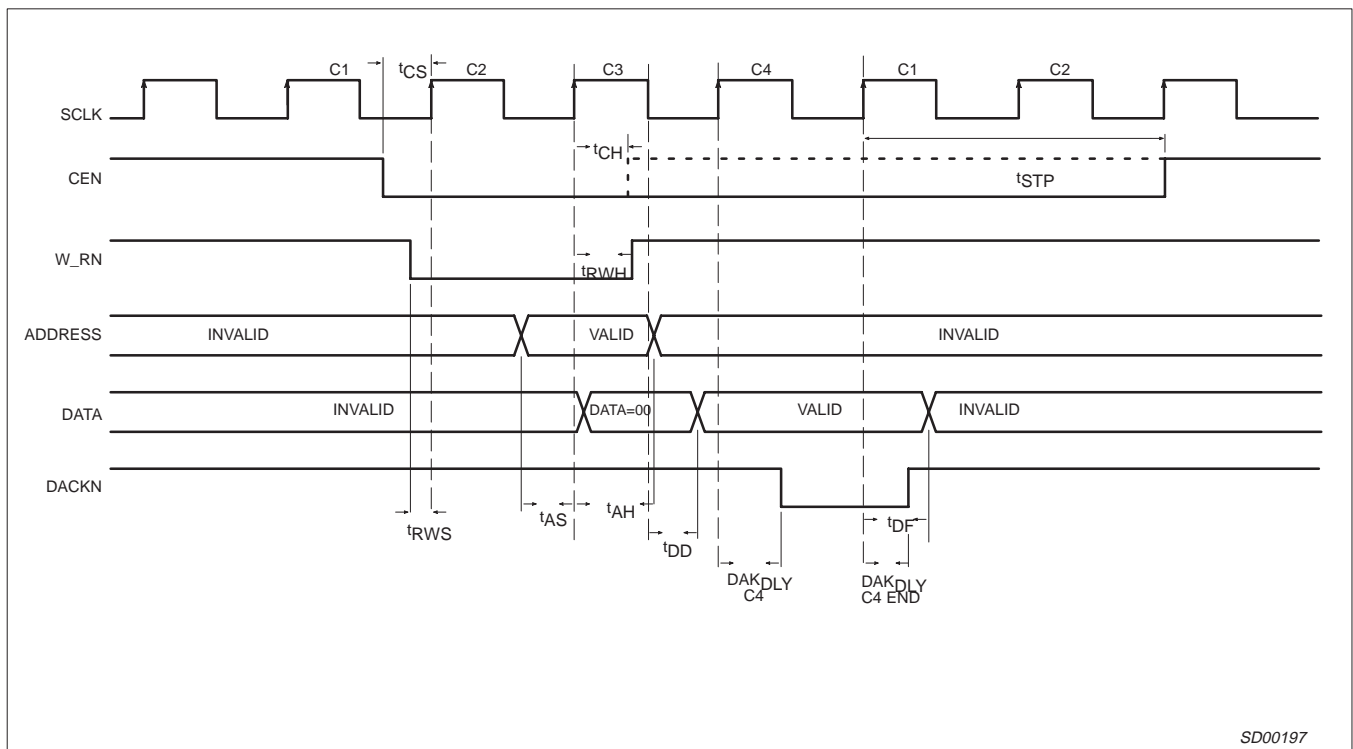 C1 tCS C2 C3 C4 C1 C2
SCLK
tCH
CEN
tSTP
W_RN
tRWH
ADDRESS INVALID VALID INVALID
DATA INVALID DATA=00 VALID INVALID
DACKN
tRWS tAS tAH tDD tDF
DAKDLY
C4
DAKDLY
C4 END
SD00197